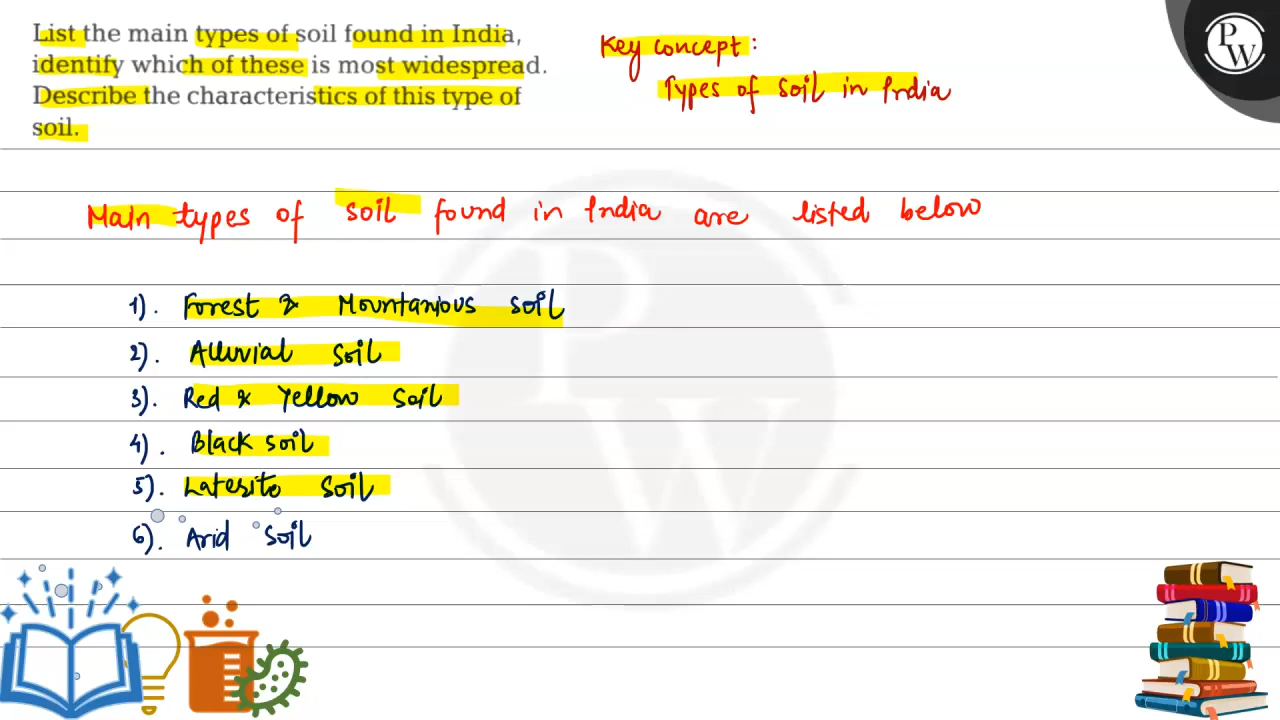 List the main types of soil found in India,
identify which of these is most widespread.
Describe the characteristics of this type of
soil.
Key concept:
Types of Soil in India
PW
Main types of soil found in India are listed below
1). Forest & Mountanious soil
2). Alluvial soil
3). Red & Yellow Soil
4). Black soil
5). Laterite Soil
6). Arid Soil